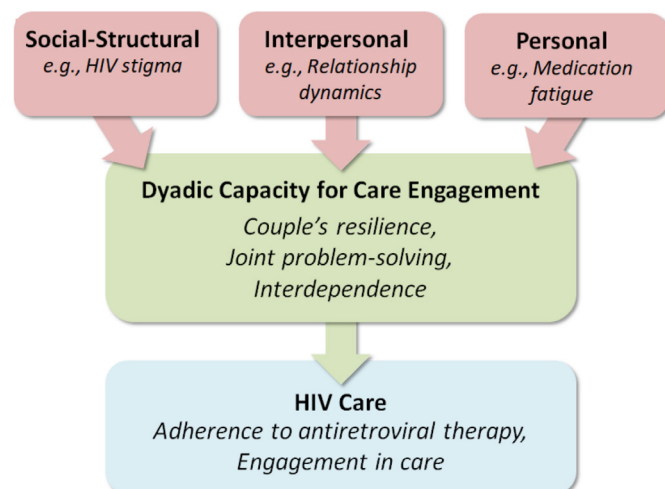 Social-Structural
e.g., HIV stigma
Interpersonal
e.g., Relationship
dynamics
Personal
e.g., Medication
fatigue
Dyadic Capacity for Care Engagement
Couple's resilience,
Joint problem-solving,
Interdependence
HIV Care
Adherence to antiretroviral therapy,
Engagement in care